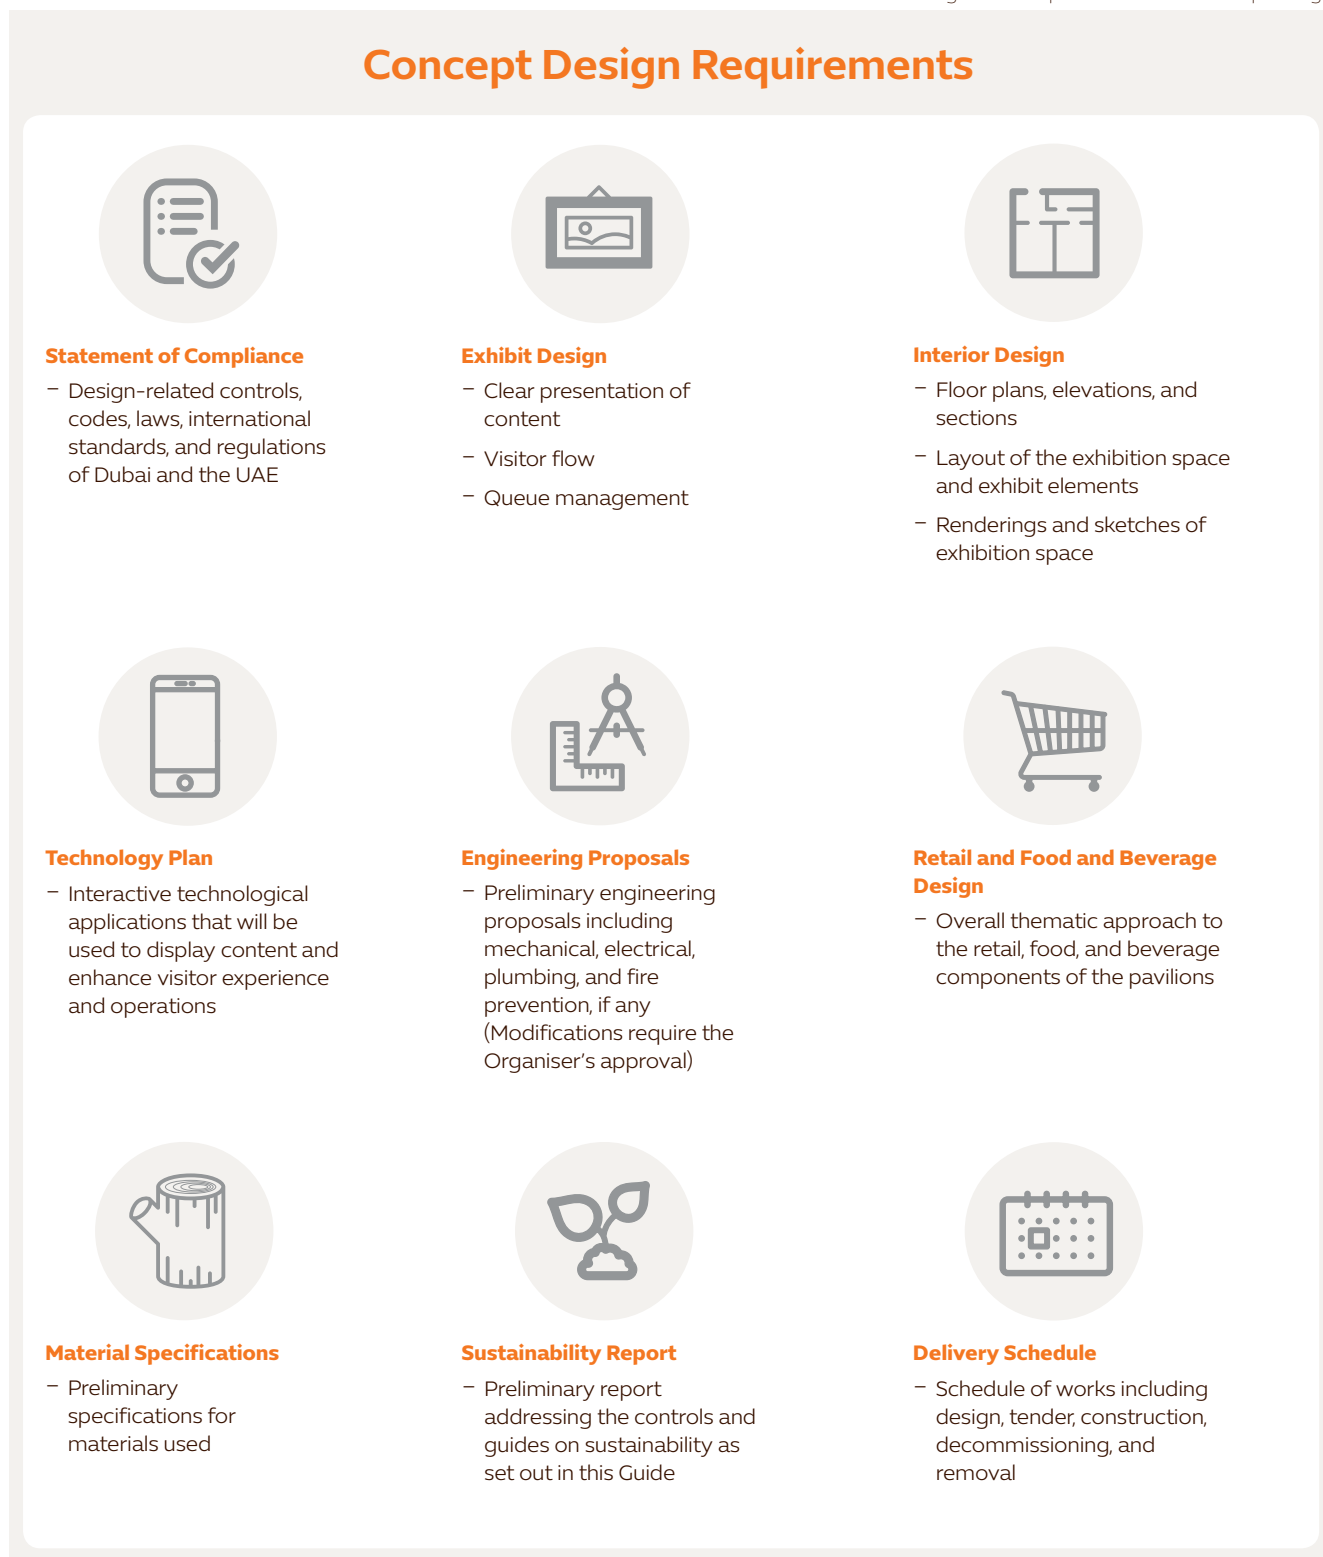 Concept Design Requirements
Statement of Compliance
– Design-related controls,
codes, laws, international
standards, and regulations
of Dubai and the UAE
Exhibit Design
– Clear presentation of
content
– Visitor flow
– Queue management
Interior Design
– Floor plans, elevations, and
sections
– Layout of the exhibition space
and exhibit elements
– Renderings and sketches of
exhibition space
Technology Plan
– Interactive technological
applications that will be
used to display content and
enhance visitor experience
and operations
Engineering Proposals
– Preliminary engineering
proposals including
mechanical, electrical,
plumbing, and fire
prevention, if any
(Modifications require the
Organiser’s approval)
Retail and Food and Beverage
Design
– Overall thematic approach to
the retail, food, and beverage
components of the pavilions
Material Specifications
– Preliminary
specifications for
materials used
Sustainability Report
– Preliminary report
addressing the controls and
guides on sustainability as
set out in this Guide
Delivery Schedule
– Schedule of works including
design, tender, construction,
decommissioning, and
removal